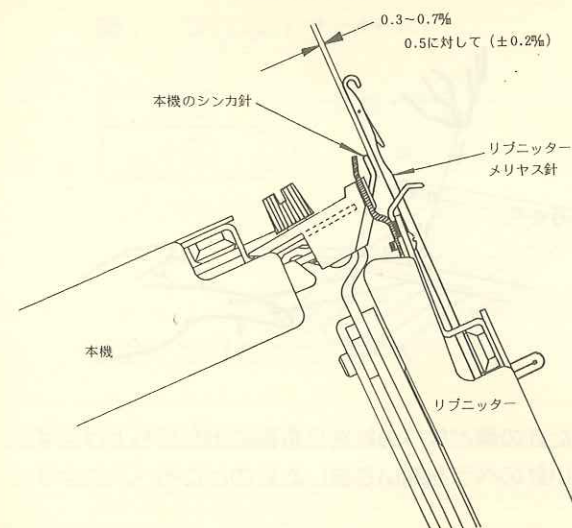 0.3~0.7㎜
0.5に対して (±0.2㎜)
本機のシンカ針
リブニッター
メリヤス針
本機
リブニッター